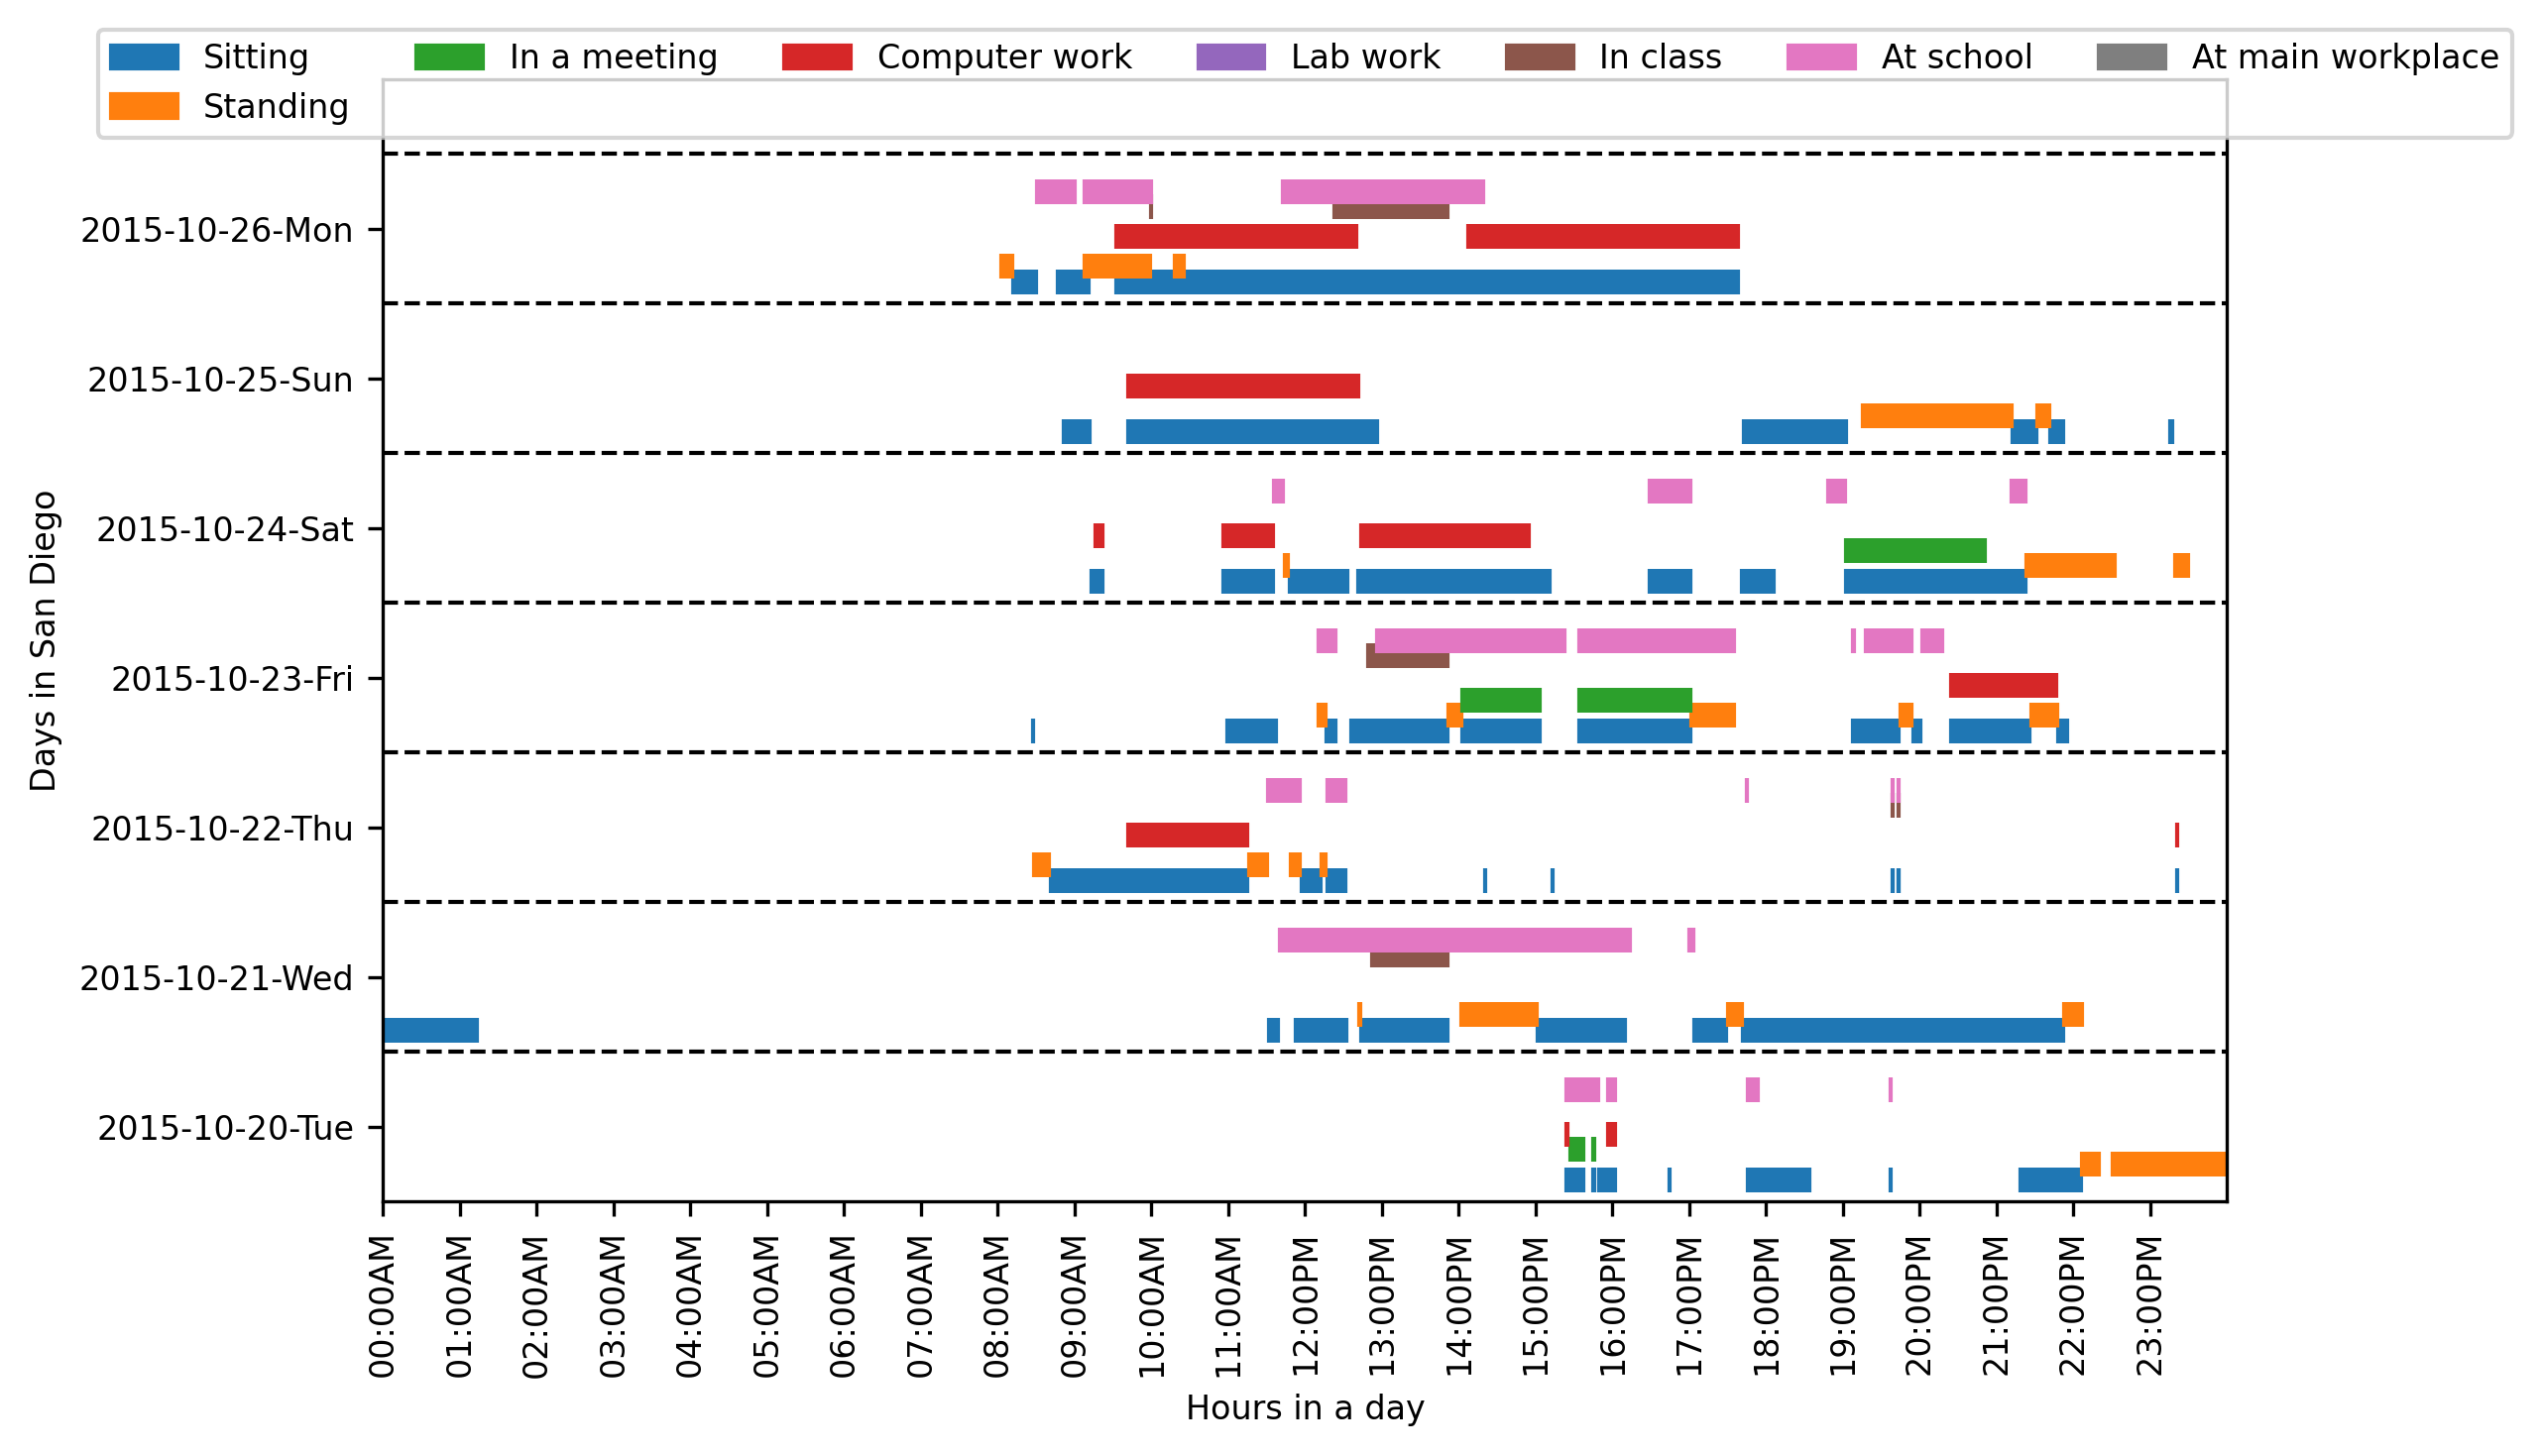 Sitting In a meeting Computer work Lab work In class At school At main workplace
Standing
Days in San Diego
2015-10-26-Mon
2015-10-25-Sun
2015-10-24-Sat
2015-10-23-Fri
2015-10-22-Thu
2015-10-21-Wed
2015-10-20-Tue
00:00AM 01:00AM 02:00AM 03:00AM 04:00AM 05:00AM 06:00AM 07:00AM 08:00AM 09:00AM 10:00AM 11:00AM 12:00PM 13:00PM 14:00PM 15:00PM 16:00PM 17:00PM 18:00PM 19:00PM 20:00PM 21:00PM 22:00PM 23:00PM
Hours in a day